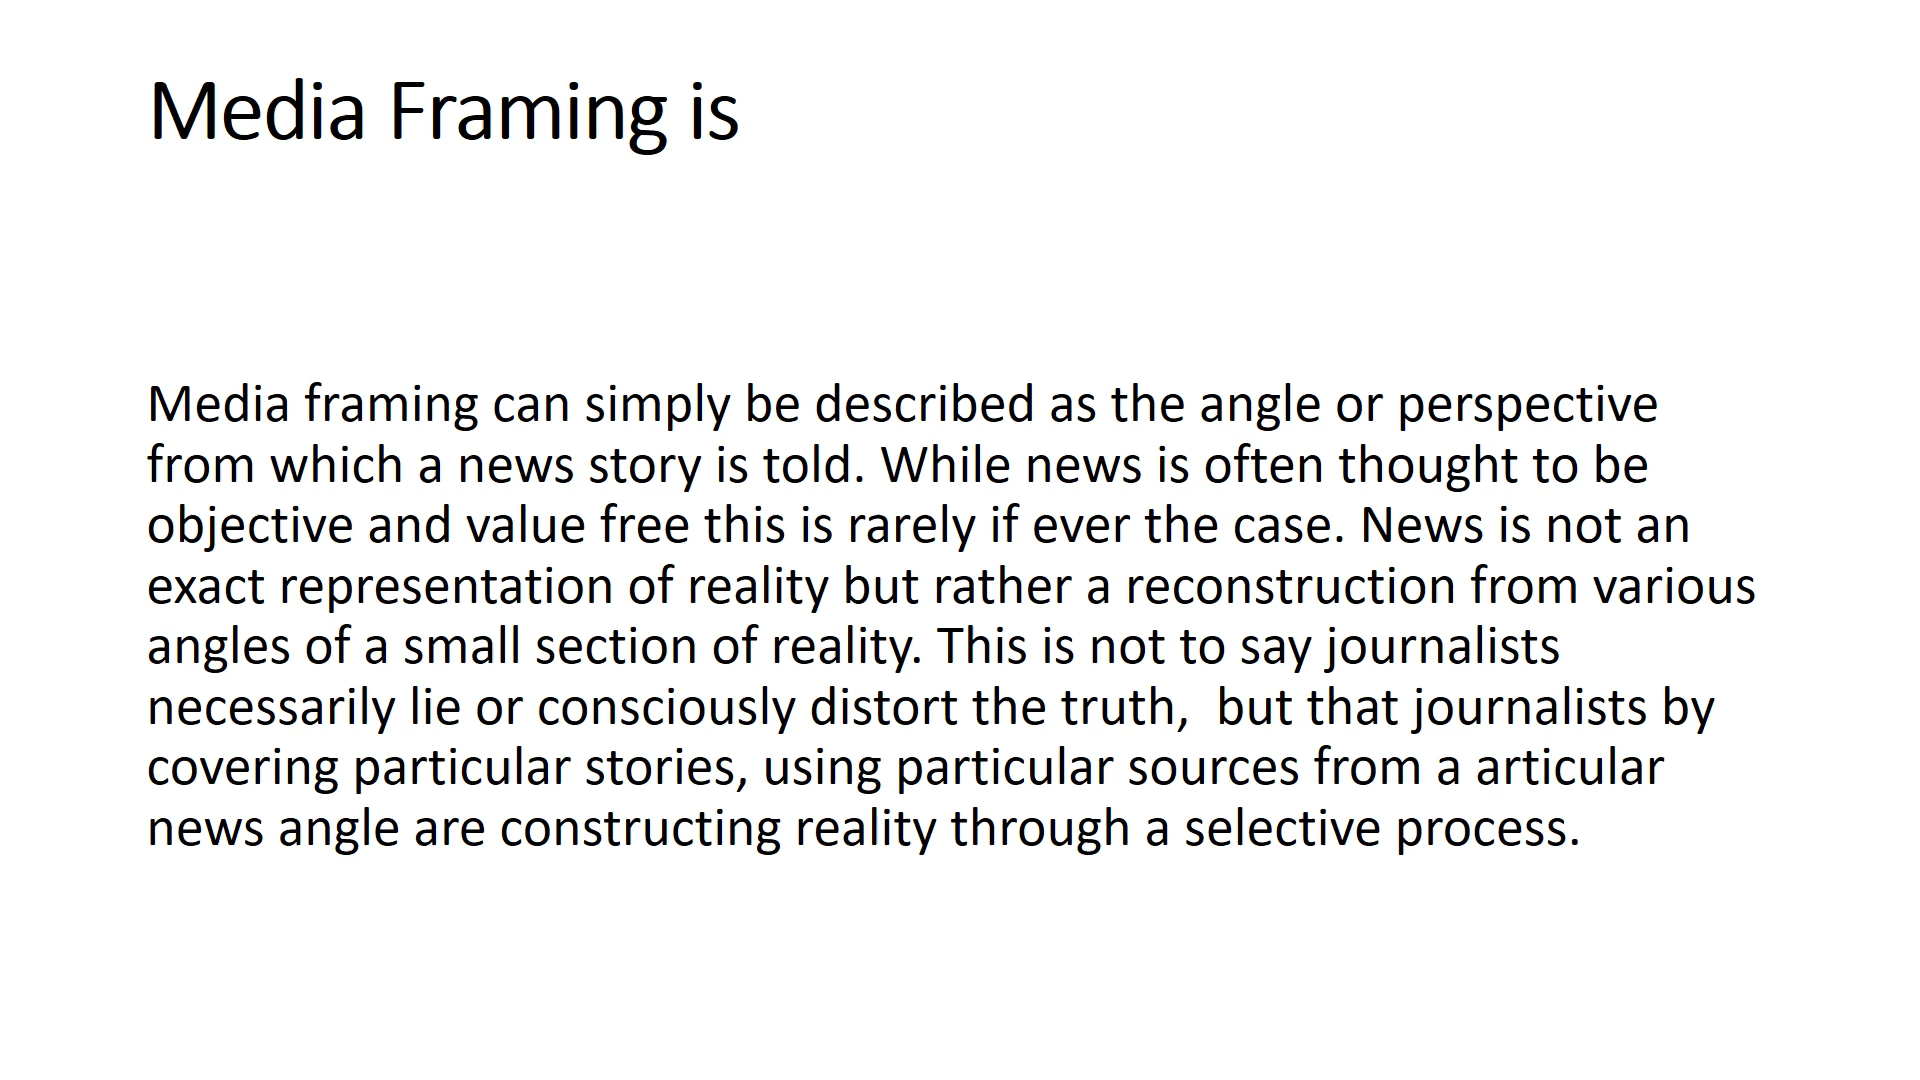 Media Framing is
Media framing can simply be described as the angle or perspective
from which a news story is told. While news is often thought to be
objective and value free this is rarely if ever the case. News is not an
exact representation of reality but rather a reconstruction from various
angles of a small section of reality. This is not to say journalists
necessarily lie or consciously distort the truth,  but that journalists by
covering particular stories, using particular sources from a articular
news angle are constructing reality through a selective process.